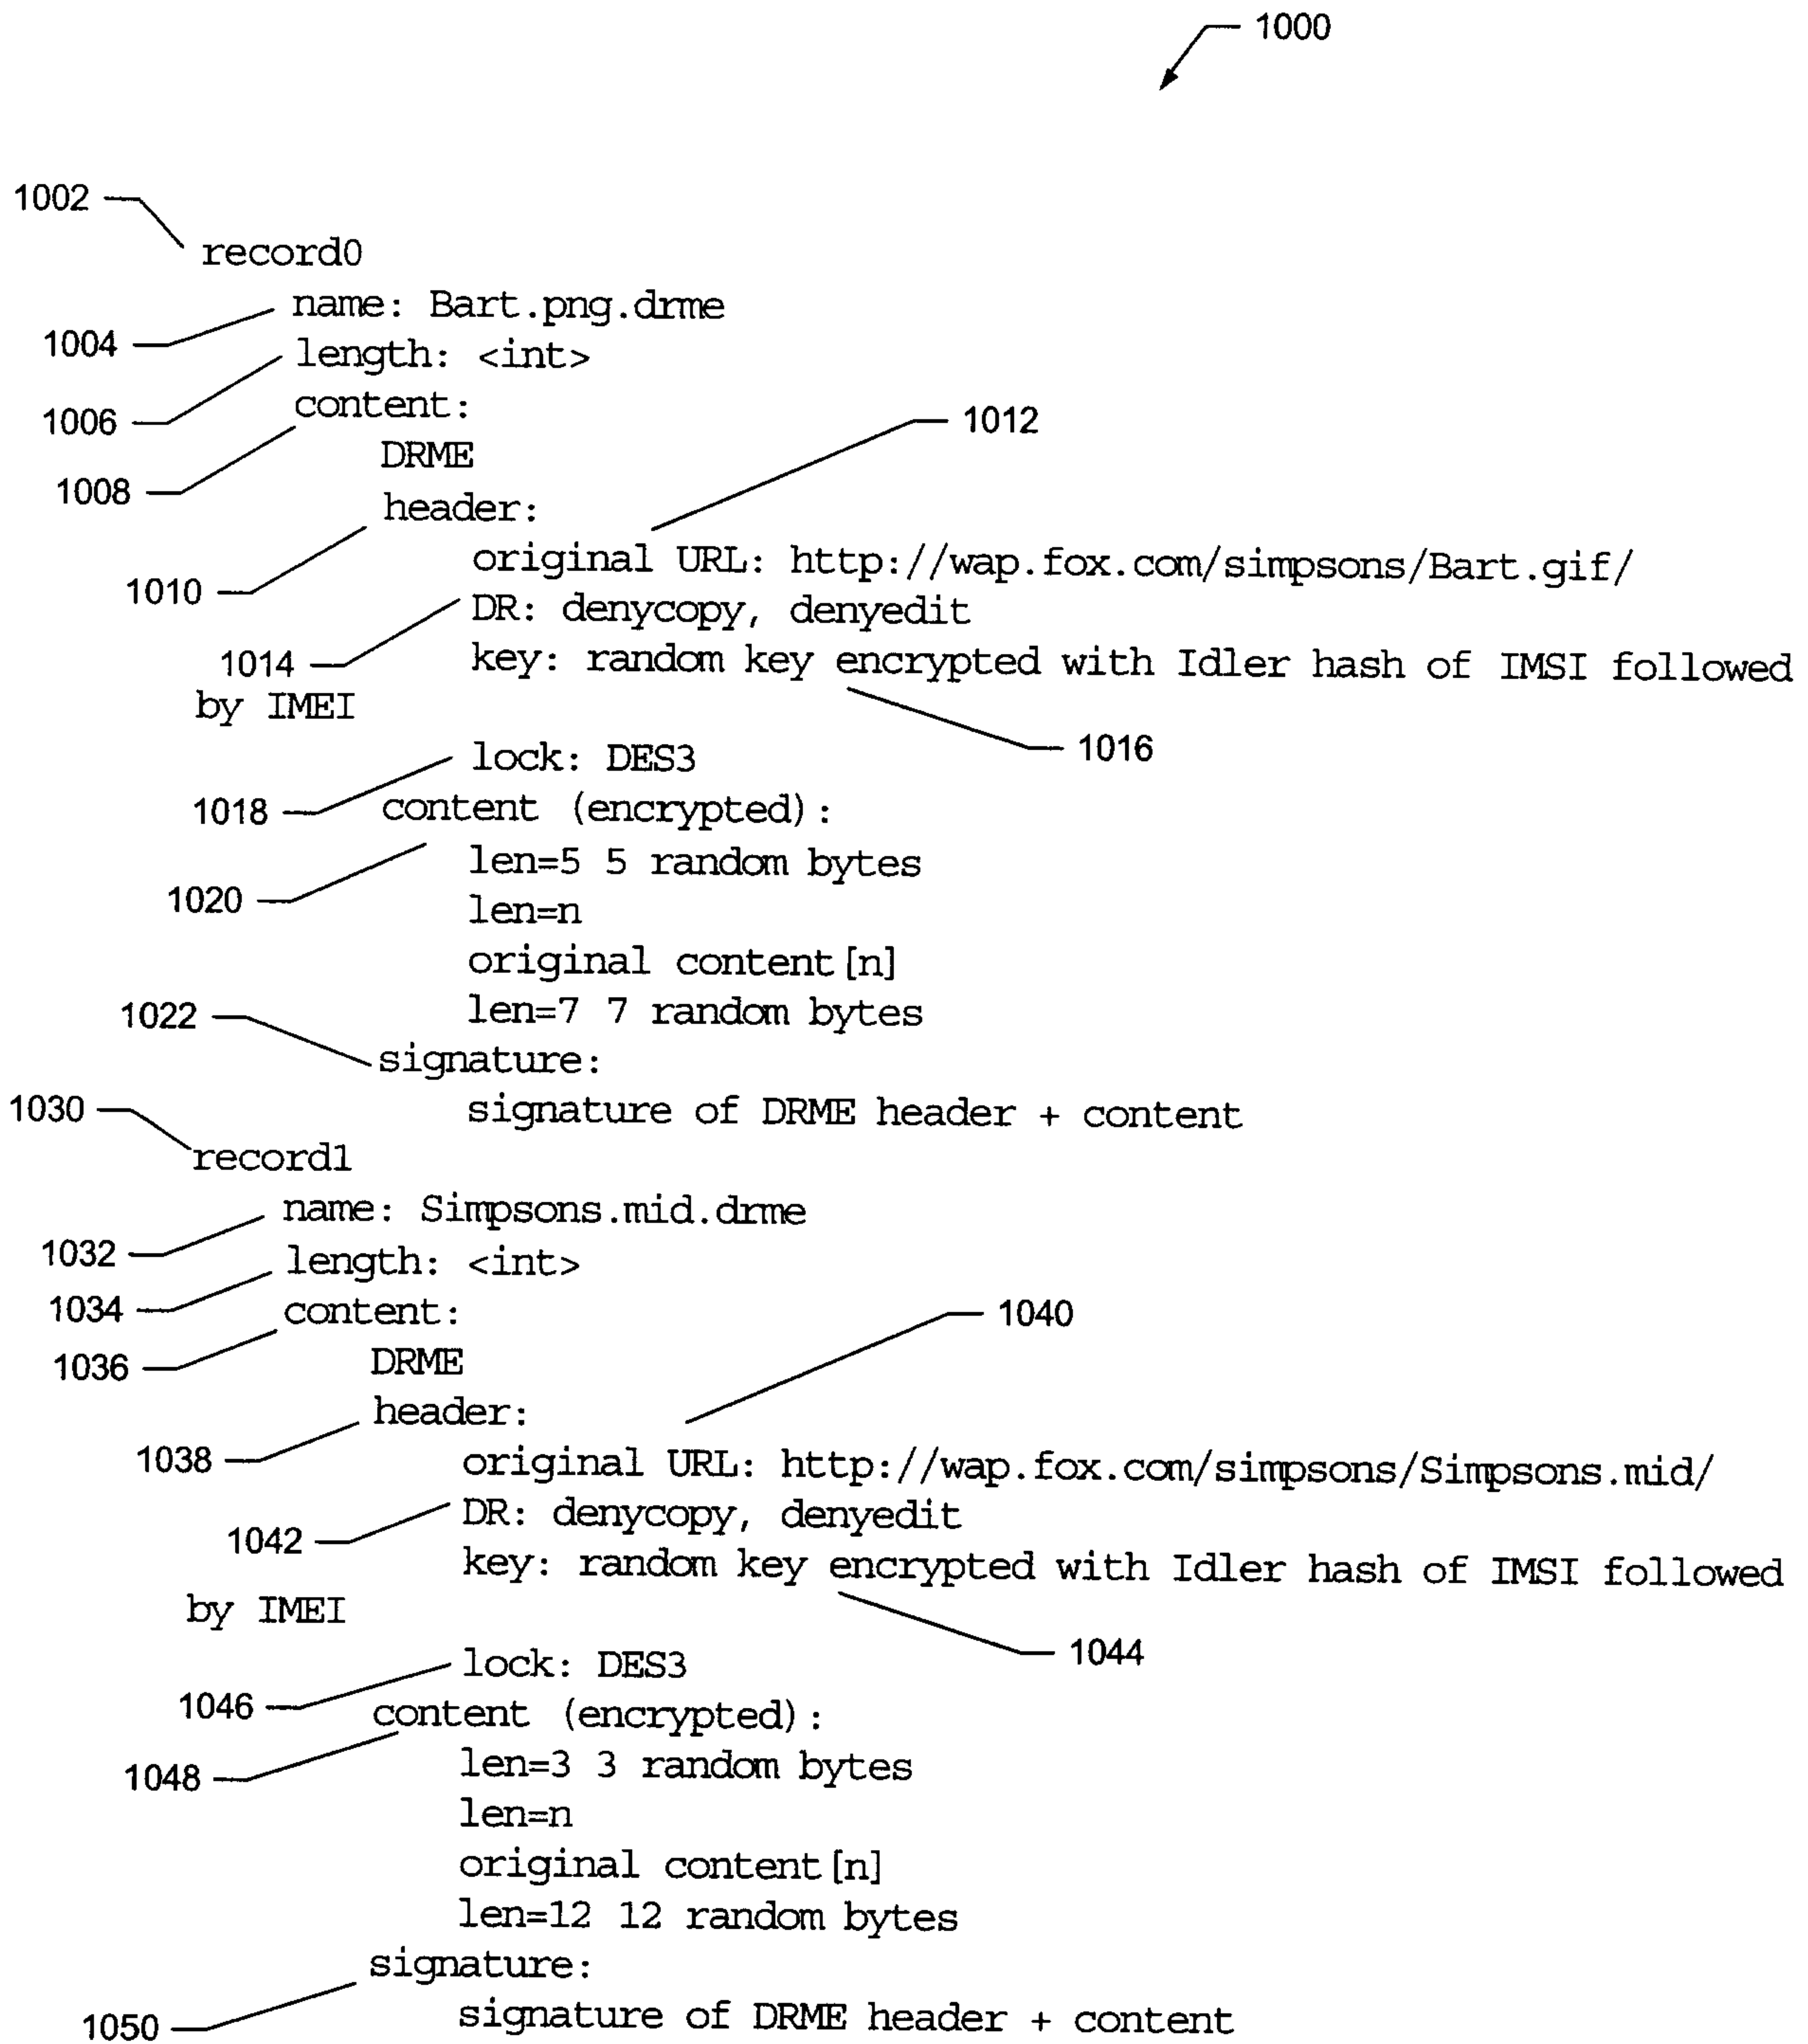 1000
1002
record0
name: Bart.png.drme
1004
length: <int>
1006
content:
1012
DRME
1008
header:
original URL: http://wap.fox.com/simpsons/Bart.gif/
1010
DR: denycopy, denyedit
1014
key: random key encrypted with Idler hash of IMSI followed
by IMEI
1016
lock: DES3
1018
content (encrypted):
len=5 5 random bytes
1020
len=n
original content[n]
len=7 7 random bytes
1022
signature:
1030
signature of DRME header + content
record1
name: Simpsons.mid.drme
1032
length: <int>
1034
content:
1040
DRME
1036
header:
1038
original URL: http://wap.fox.com/simpsons/Simpsons.mid/
DR: denycopy, denyedit
1042
key: random key encrypted with Idler hash of IMSI followed
by IMEI
1044
lock: DES3
1046
content (encrypted):
len=3 3 random bytes
1048
len=n
original content[n]
len=12 12 random bytes
signature:
signature of DRME header + content
1050